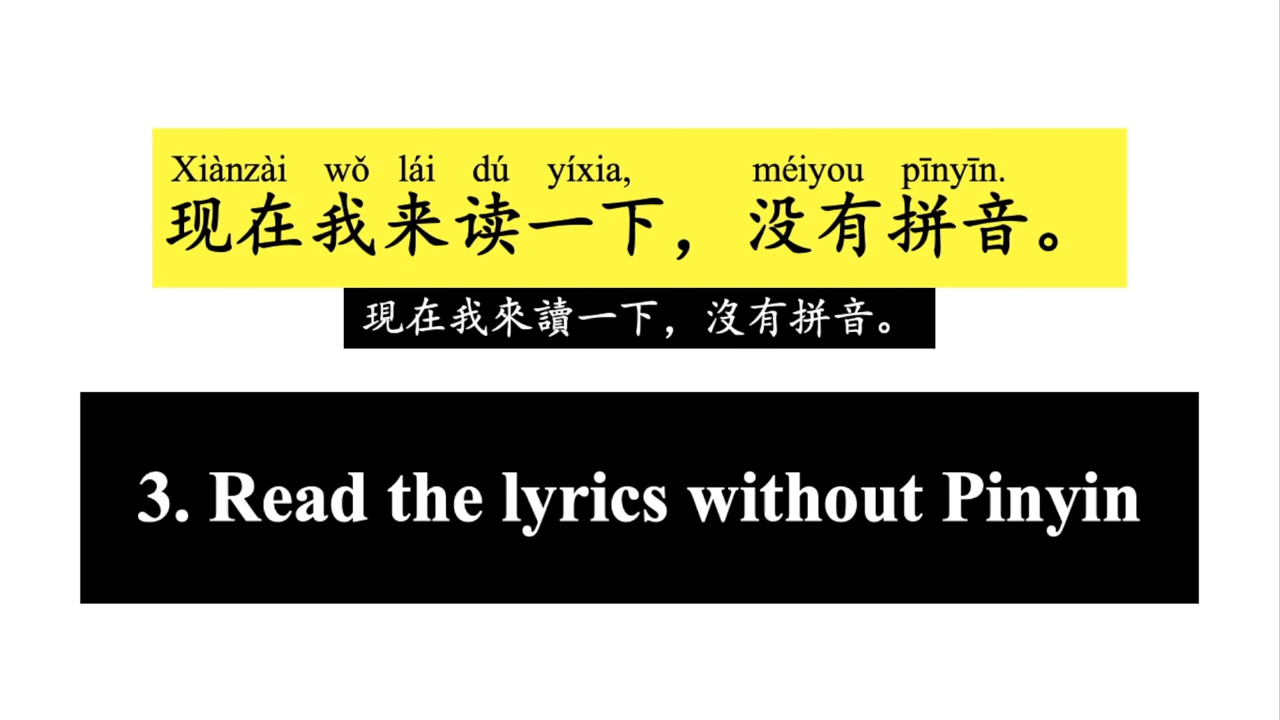 Xiànzài wǒ lái dú yíxia, méiyou pīnyīn.
现在我来读一下，没有拼音。
現在我來讀一下，沒有拼音。
3. Read the lyrics without Pinyin